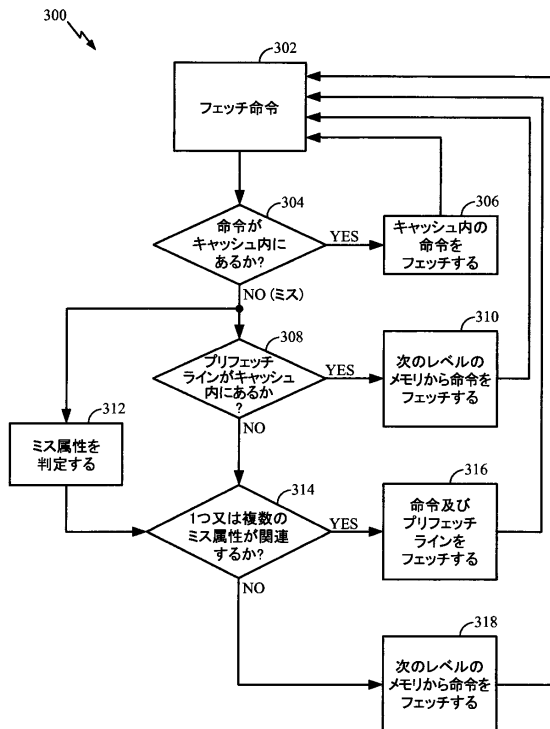 300
302
フェッチ命令
304
命令が
キャッシュ内に
あるか?
YES
306
キャッシュ内の
命令を
フェッチする
NO (ミス)
308
プリフェッチ
ラインがキャッシュ
内にあるか
?
YES
310
次のレベルの
メモリから命令を
フェッチする
NO
312
ミス属性を
判定する
314
1つ又は複数の
ミス属性が関連
するか?
YES
316
命令及び
プリフェッチ
ラインを
フェッチする
NO
318
次のレベルの
メモリから命令を
フェッチする